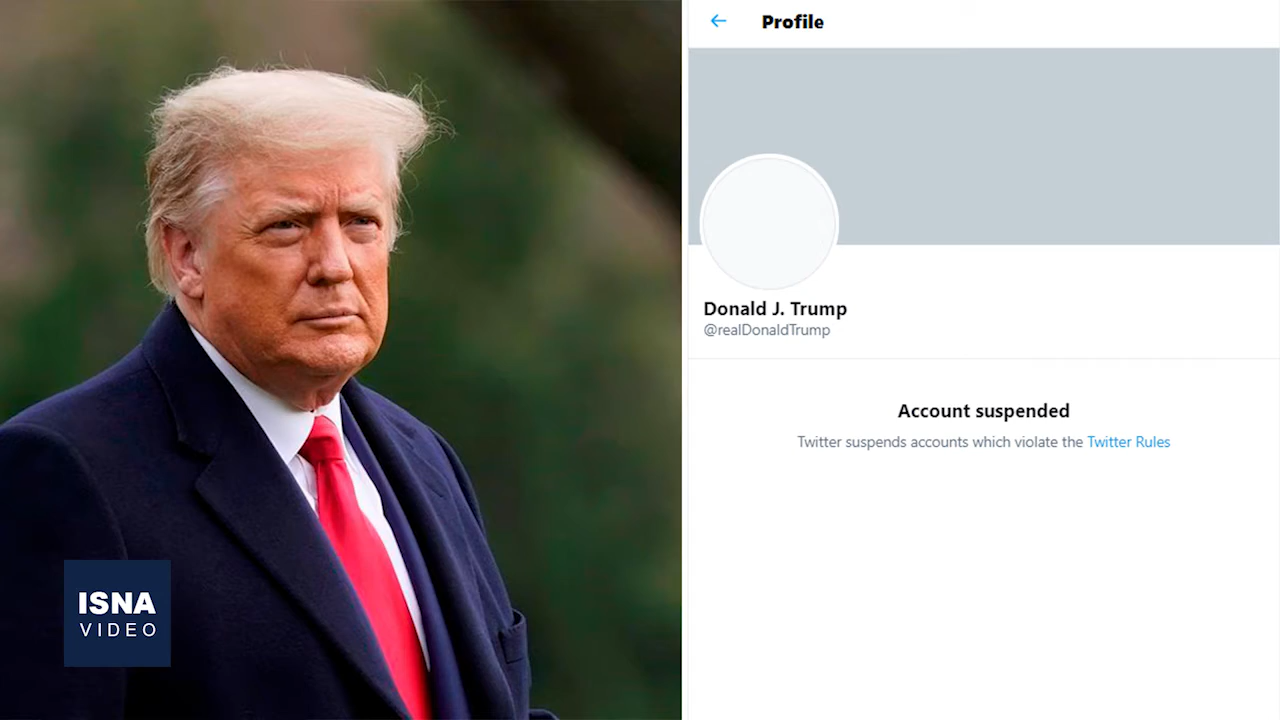 Profile
Donald J. Trump
@realDonaldTrump
Account suspended
Twitter suspends accounts which violate the Twitter Rules
ISNA
VIDEO